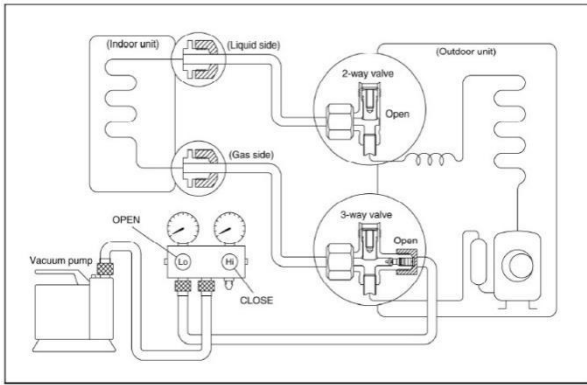 (Indoor unit)
(Liquid side)
(Outdoor unit)
2-way valve
Open
(Gas side)
3-way valve
Open
OPEN
Lo
Hi
CLOSE
Vacuum pump